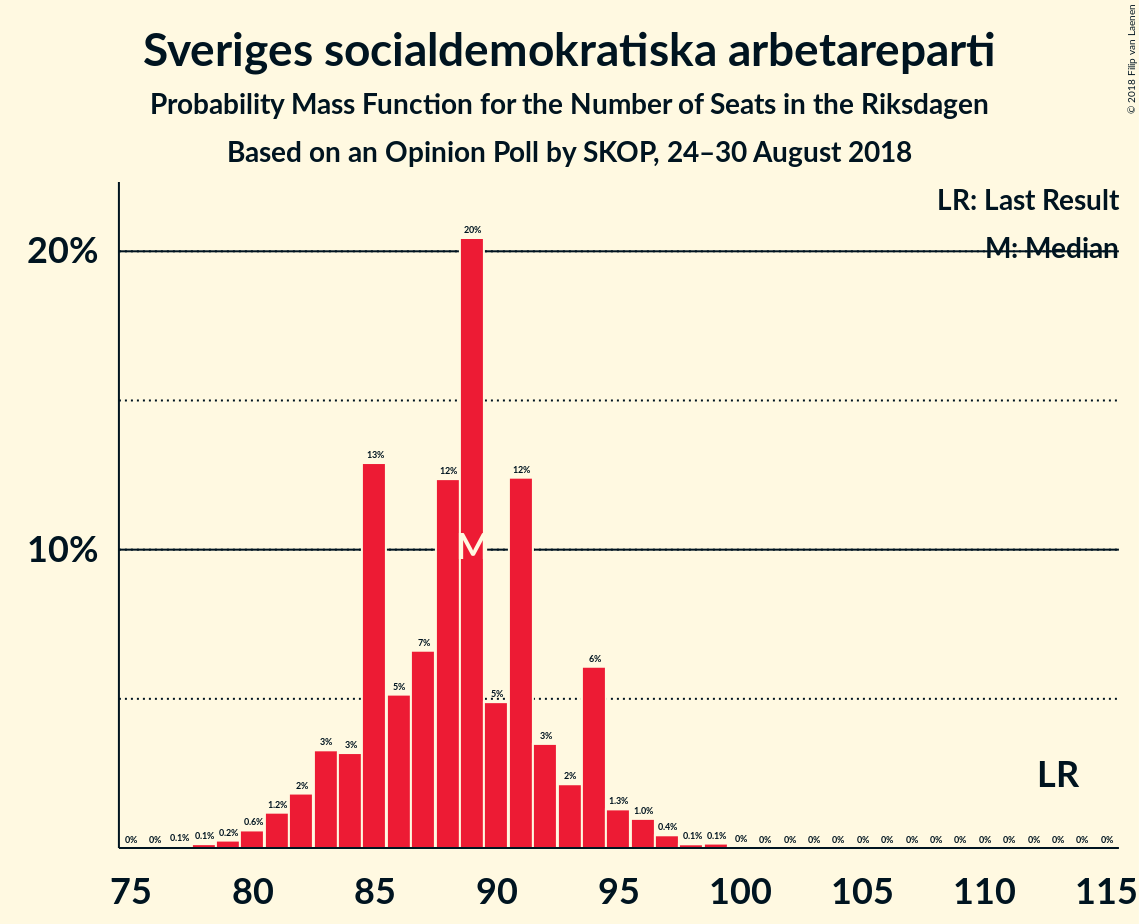 Sveriges socialdemokratiska arbetareparti
Probability Mass Function for the Number of Seats in the Riksdagen
Based on an Opinion Poll by SKOP, 24–30 August 2018
© 2018 Filip van Laenen
LR: Last Result
M: Median
20%
10%
0% 0% 0.1% 0.1% 0.2% 0.6% 1.2% 2% 3% 3% 13% 5% 7% 12% 20% 5% 12% 3% 2% 6% 1.3% 1.0% 0.4% 0.1% 0.1% 0% 0% 0% 0% 0% 0% 0% 0% 0% 0% 0% 0% 0% 0% 0% 0%
M
LR
75 80 85 90 95 100 105 110 115